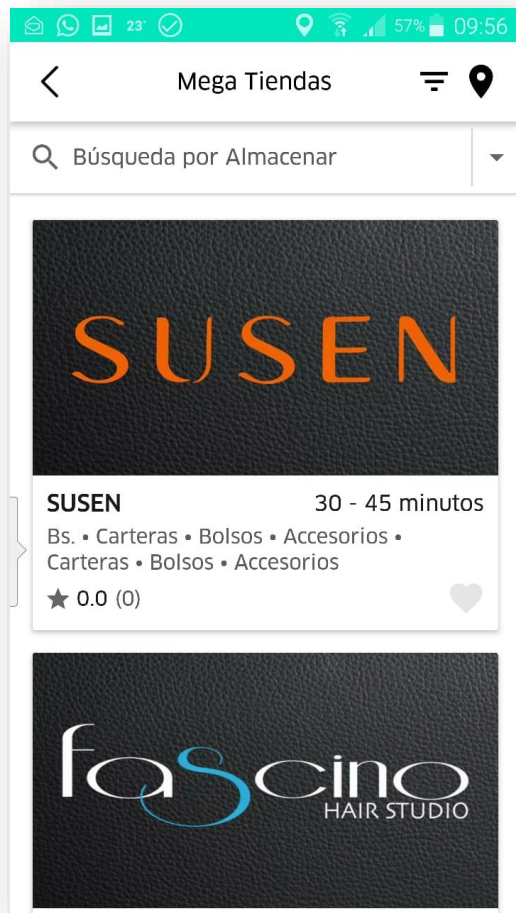 23° 57% 09:56
Mega Tiendas
Búsqueda por Almacenar
SUSEN
SUSEN 30 - 45 minutos
Bs. • Carteras • Bolsos • Accesorios •
Carteras • Bolsos • Accesorios
0.0 (0)
fascino
HAIR STUDIO